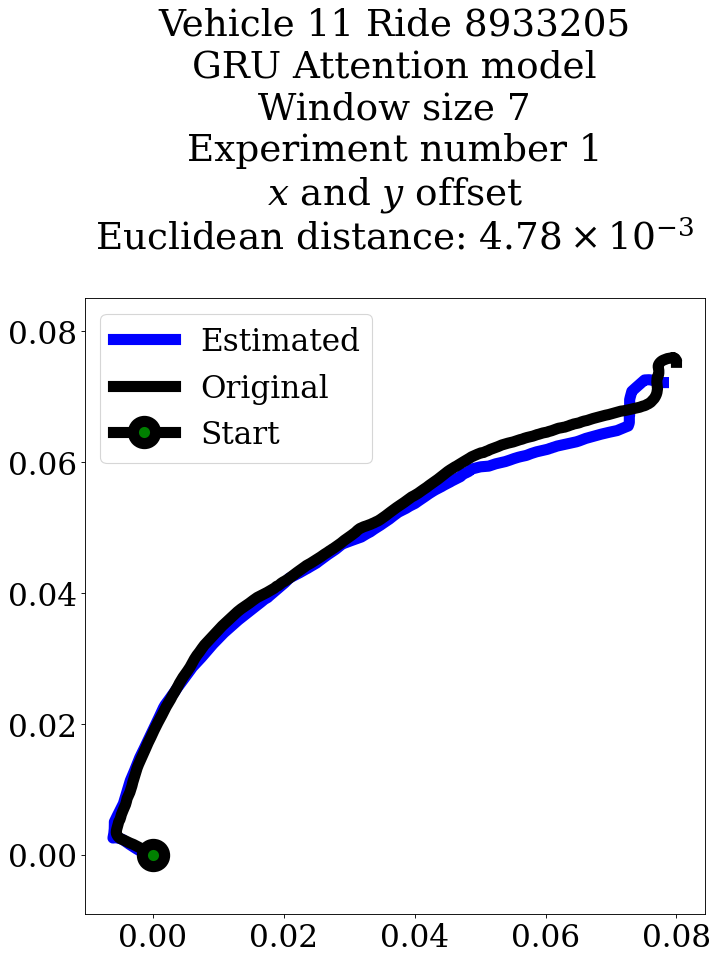 Vehicle 11 Ride 8933205
GRU Attention model
Window size 7
Experiment number 1
x and y offset
Euclidean distance: 4.78 × 10⁻³
Estimated
Original
Start
0.08
0.06
0.04
0.02
0.00
0.00 0.02 0.04 0.06 0.08